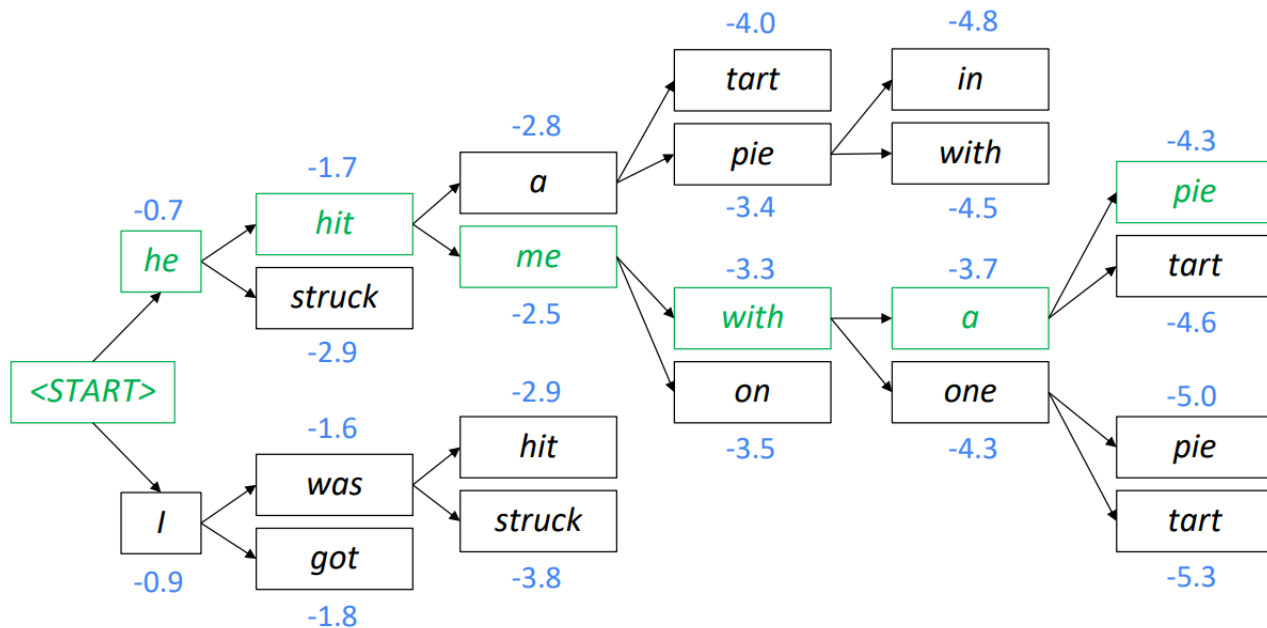 -4.0
-4.8
tart
in
-2.8
pie
with
-1.7
a
-3.4
-4.5
-4.3
pie
-0.7
hit
he
me
-3.3
-3.7
tart
struck
-2.5
with
a
-4.6
-2.9
<START>
-2.9
on
one
-5.0
-1.6
hit
-3.5
-4.3
pie
was
I
struck
tart
got
-0.9
-3.8
-5.3
-1.8